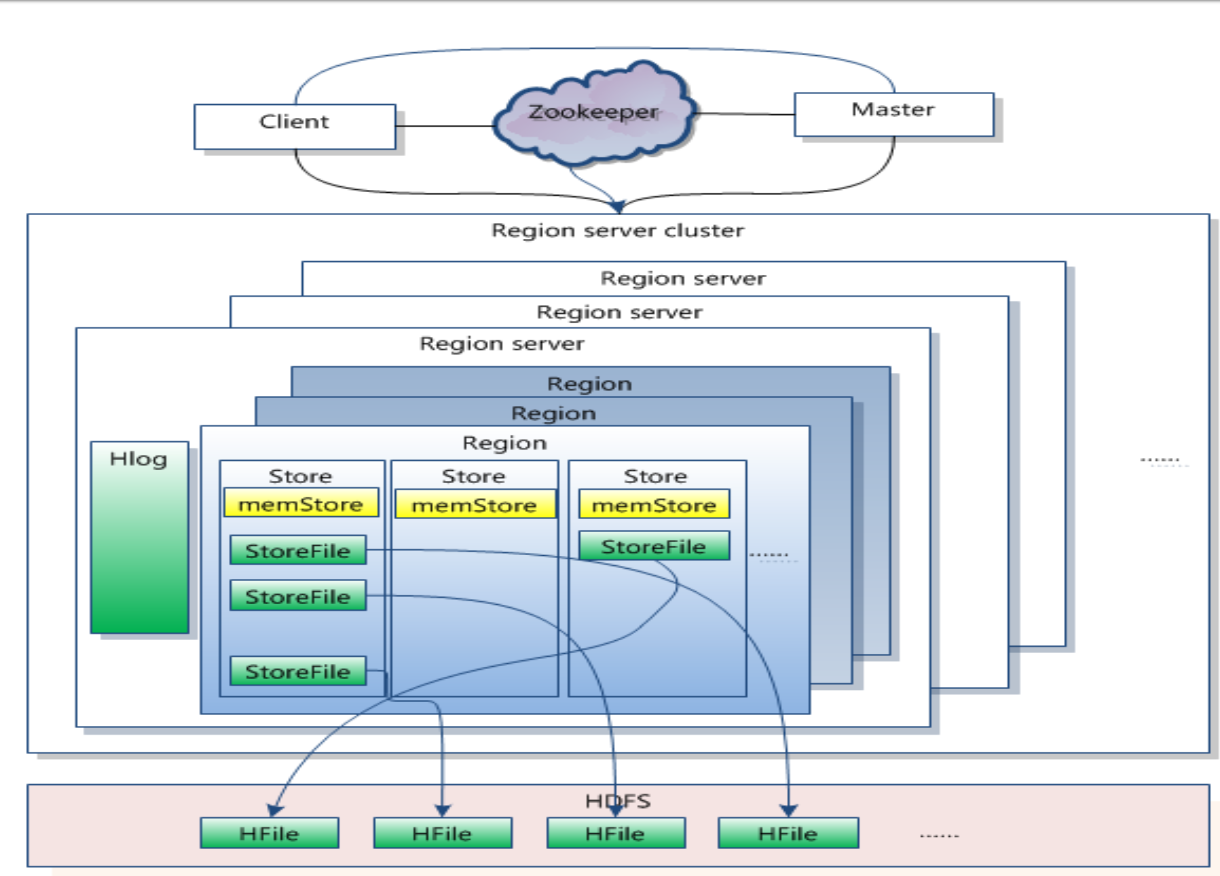 Client
Zookeeper
Master
Region server cluster
Region server
Region server
Region server
Region
Region
Region
Hlog
Store
Store
Store
memStore
memStore
memStore
StoreFile
StoreFile
StoreFile
StoreFile
......
......
HDFS
HFile
HFile
HFile
HFile
......